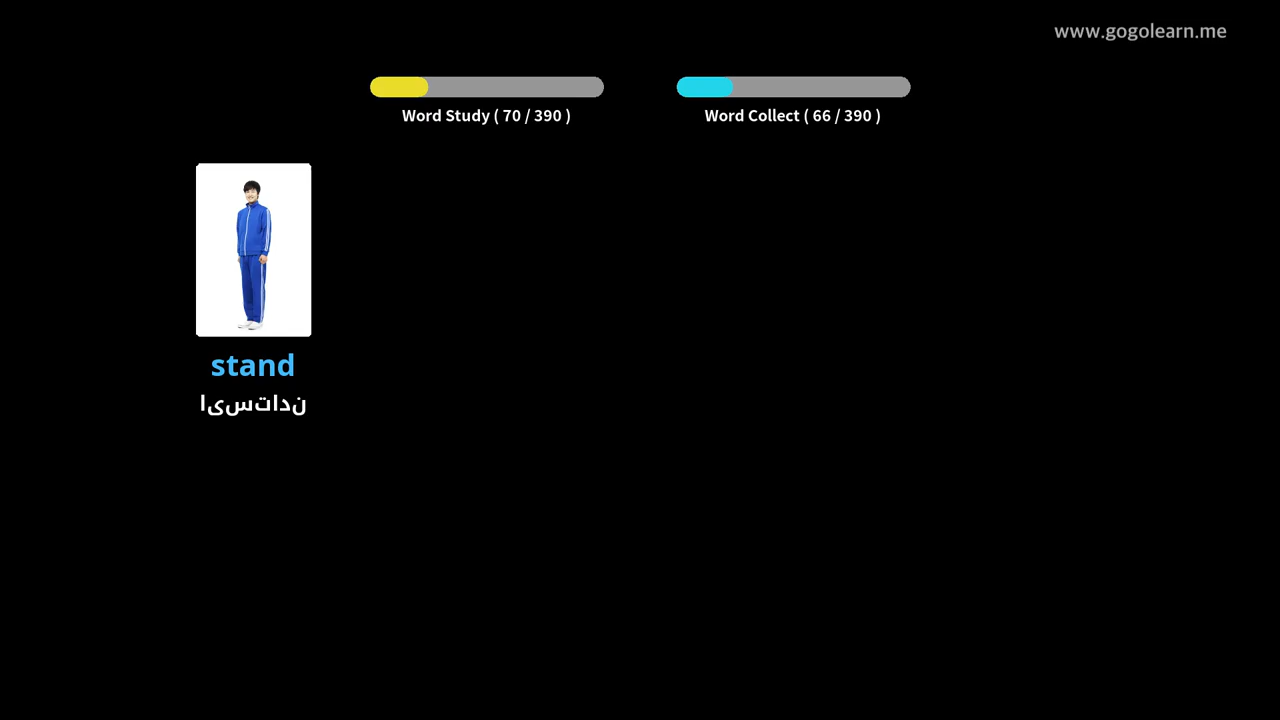 www.gogolearn.me
Word Study ( 70 / 390 )
Word Collect ( 66 / 390 )
stand
ایستادن